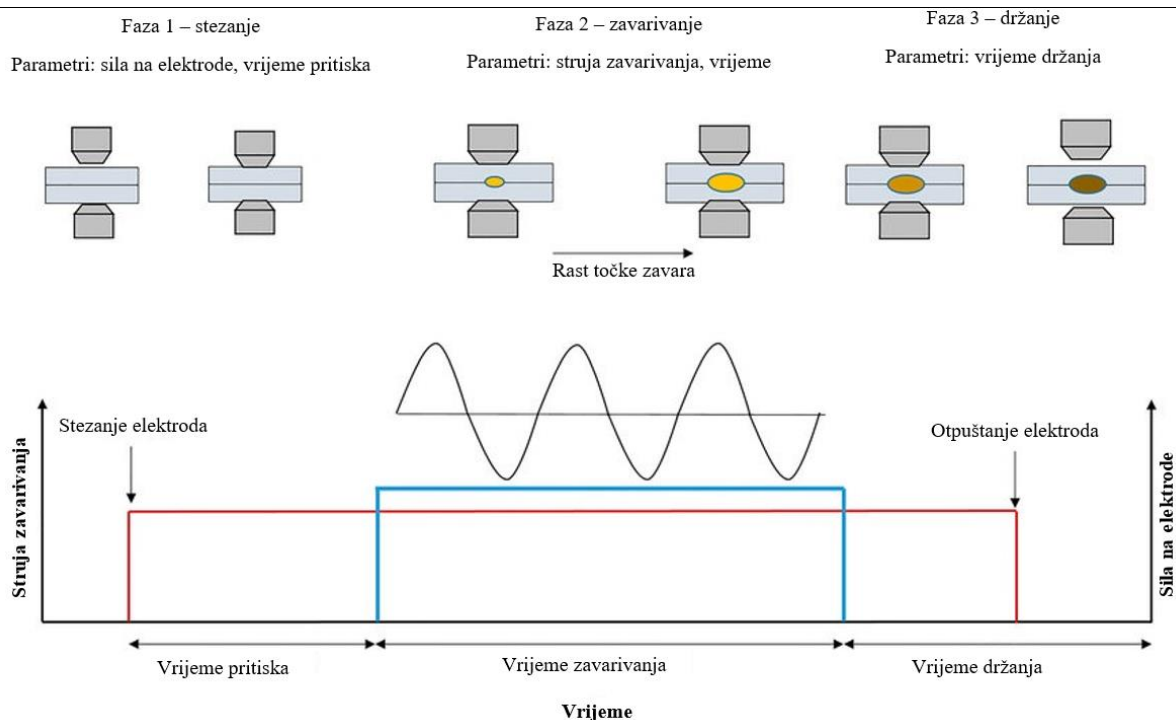 Faza 1 – stezanje
Parametri: sila na elektrode, vrijeme pritiska
Faza 2 – zavarivanje
Parametri: struja zavarivanja, vrijeme
Faza 3 – držanje
Parametri: vrijeme držanja
Rast točke zavara
Struja zavarivanja
Stezanje elektroda
Otpuštanje elektroda
Sila na elektrode
Vrijeme pritiska
Vrijeme zavarivanja
Vrijeme držanja
Vrijeme